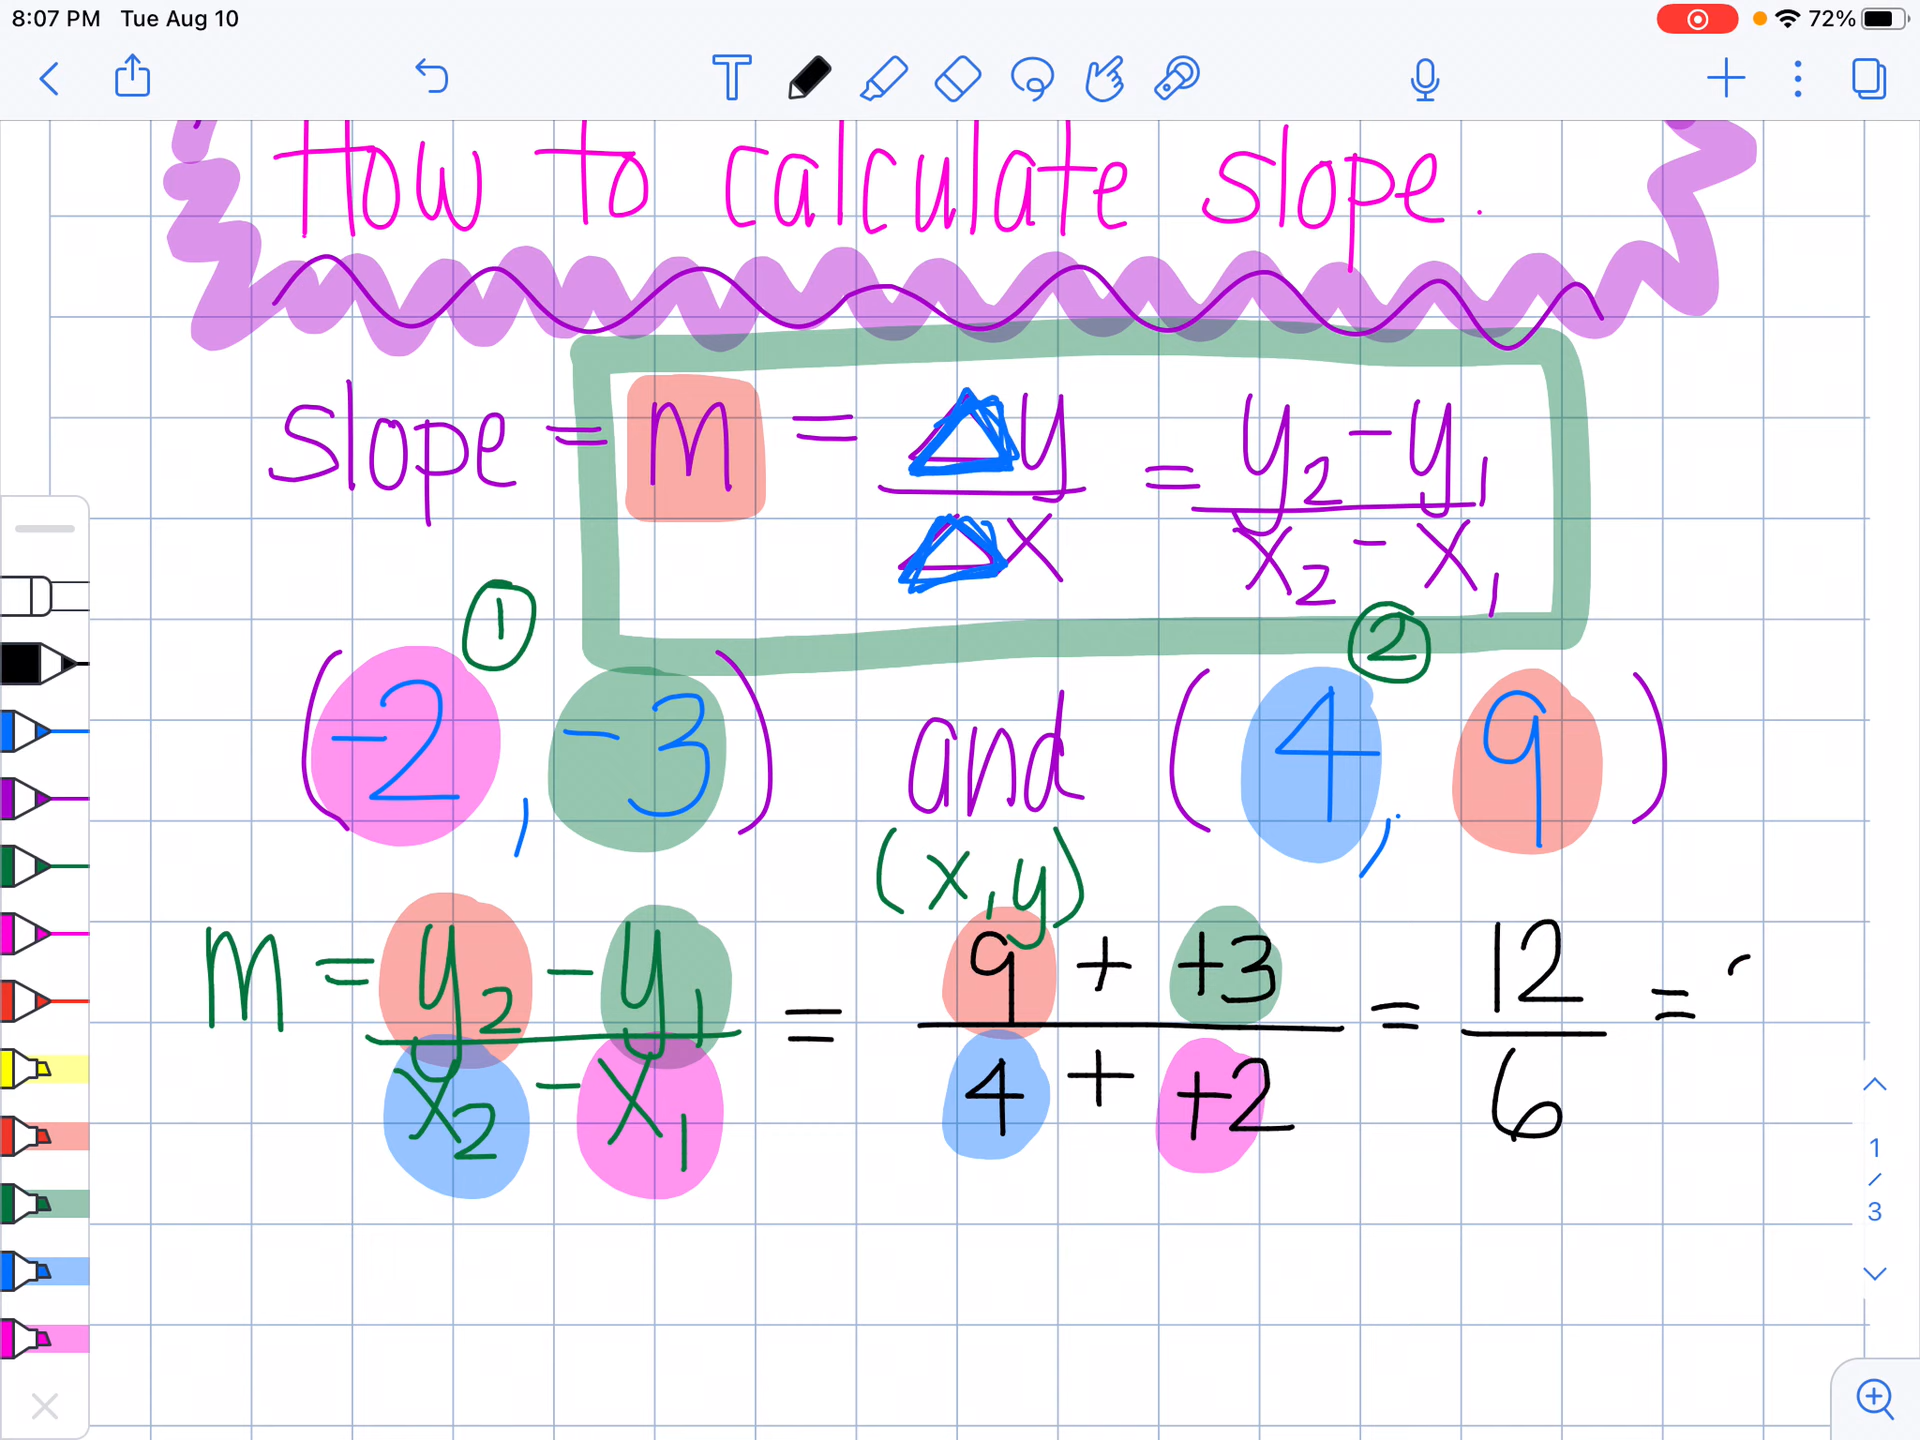 8:07 PM Tue Aug 10 72%
T
How to calculate slope.
slope = m = Δy/Δx = y₂ - y₁/x₂ - x₁
① ②
(-2, -3) and (4, 9)
(x, y)
m = y₂ - y₁/x₂ - x₁ = 9 + +3/4 + +2 = 12/6 =
1
/
3